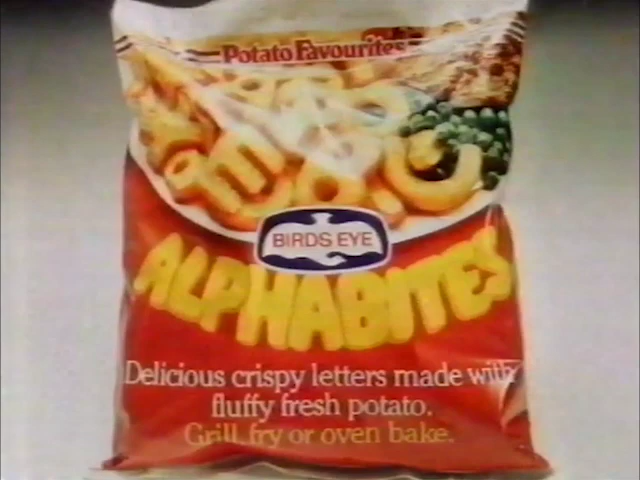 Potato Favourites
BIRDS EYE
ALPHABITES
Delicious crispy letters made with
fluffy fresh potato.
Grill, fry or oven bake.